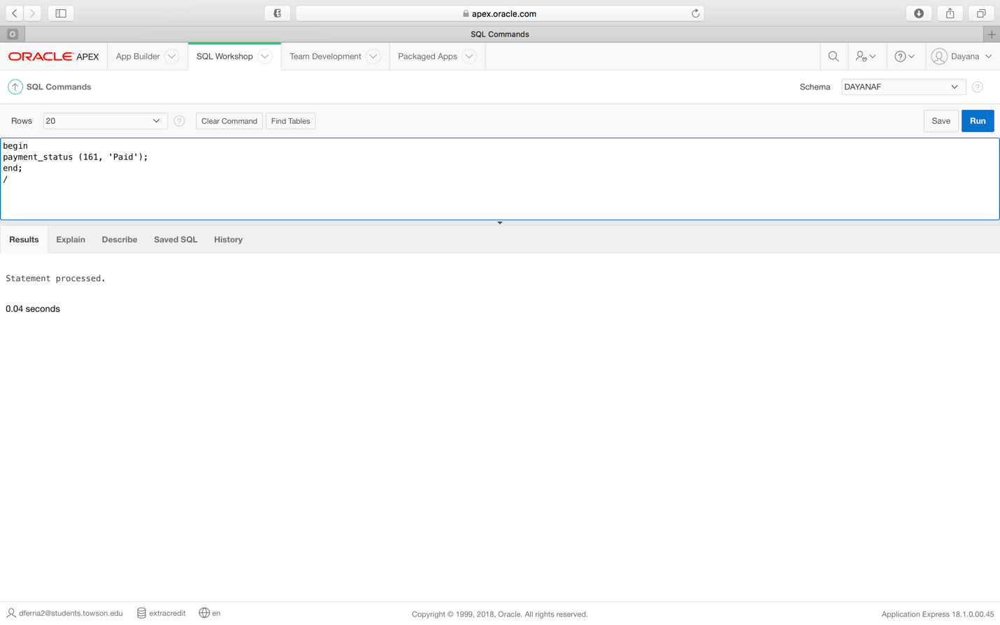 apex.oracle.com
O
SQL Commands
ORACLE APEX App Builder SQL Workshop Team Development Packaged Apps ? Dayana
SQL Commands Schema DAYANAF ?
Rows 20 ? Clear Command Find Tables Save Run
begin
payment_status (161, 'Paid');
end;
/
Results Explain Describe Saved SQL History
Statement processed.
0.04 seconds
dferna2@students.towson.edu extracredit en Copyright © 1999, 2018, Oracle. All rights reserved. Application Express 18.1.0.00.45